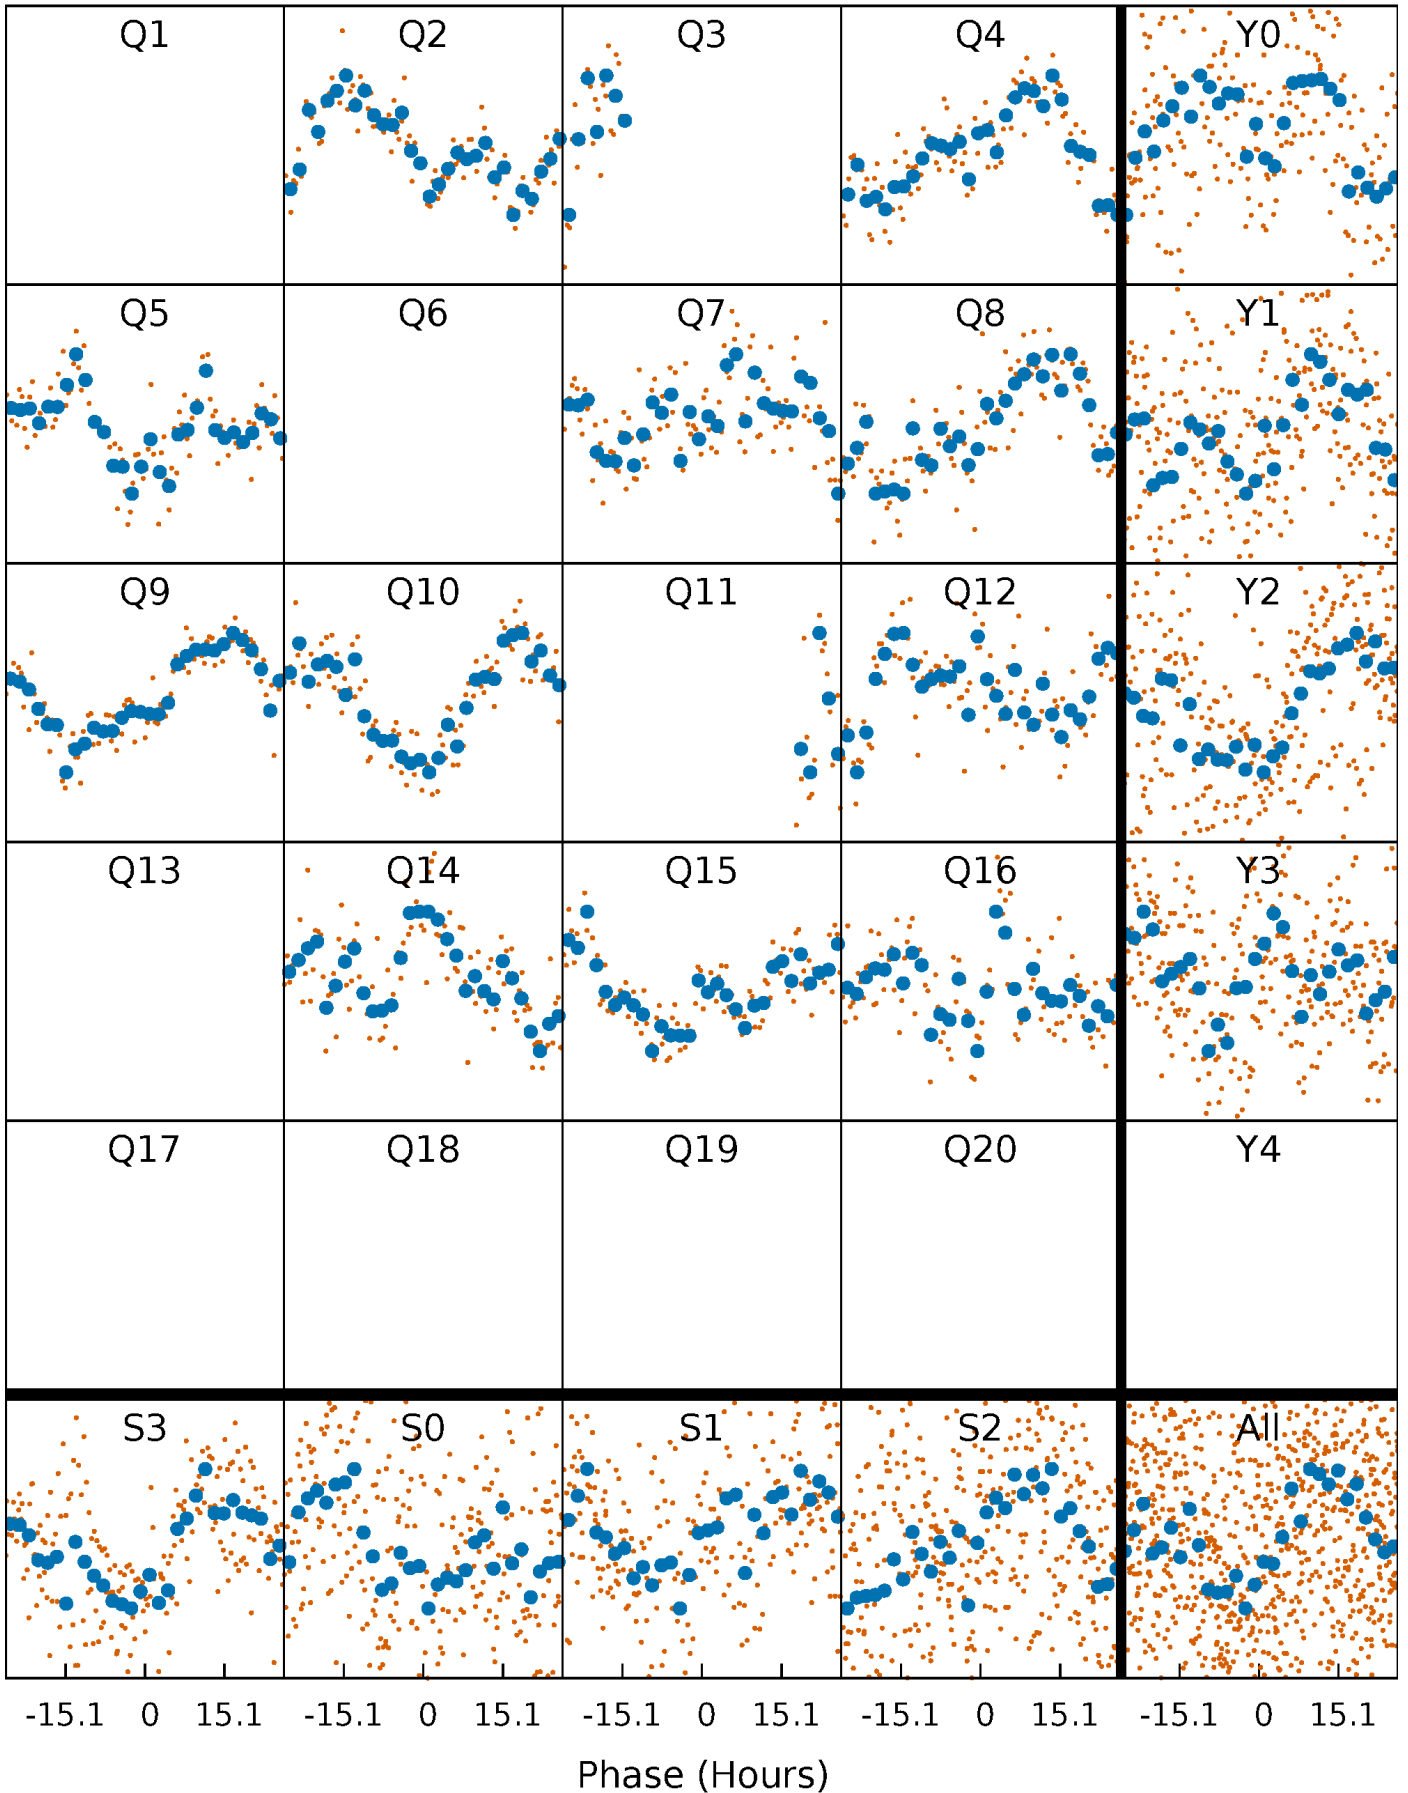 Q1 Q2 Q3 Q4 Y0
Q5 Q6 Q7 Q8 Y1
Q9 Q10 Q11 Q12 Y2
Q13 Q14 Q15 Q16 Y3
Q17 Q18 Q19 Q20 Y4
S3 S0 S1 S2 All
-15.1 0 15.1 -15.1 0 15.1 -15.1 0 15.1 -15.1 0 15.1 -15.1 0 15.1
Phase (Hours)